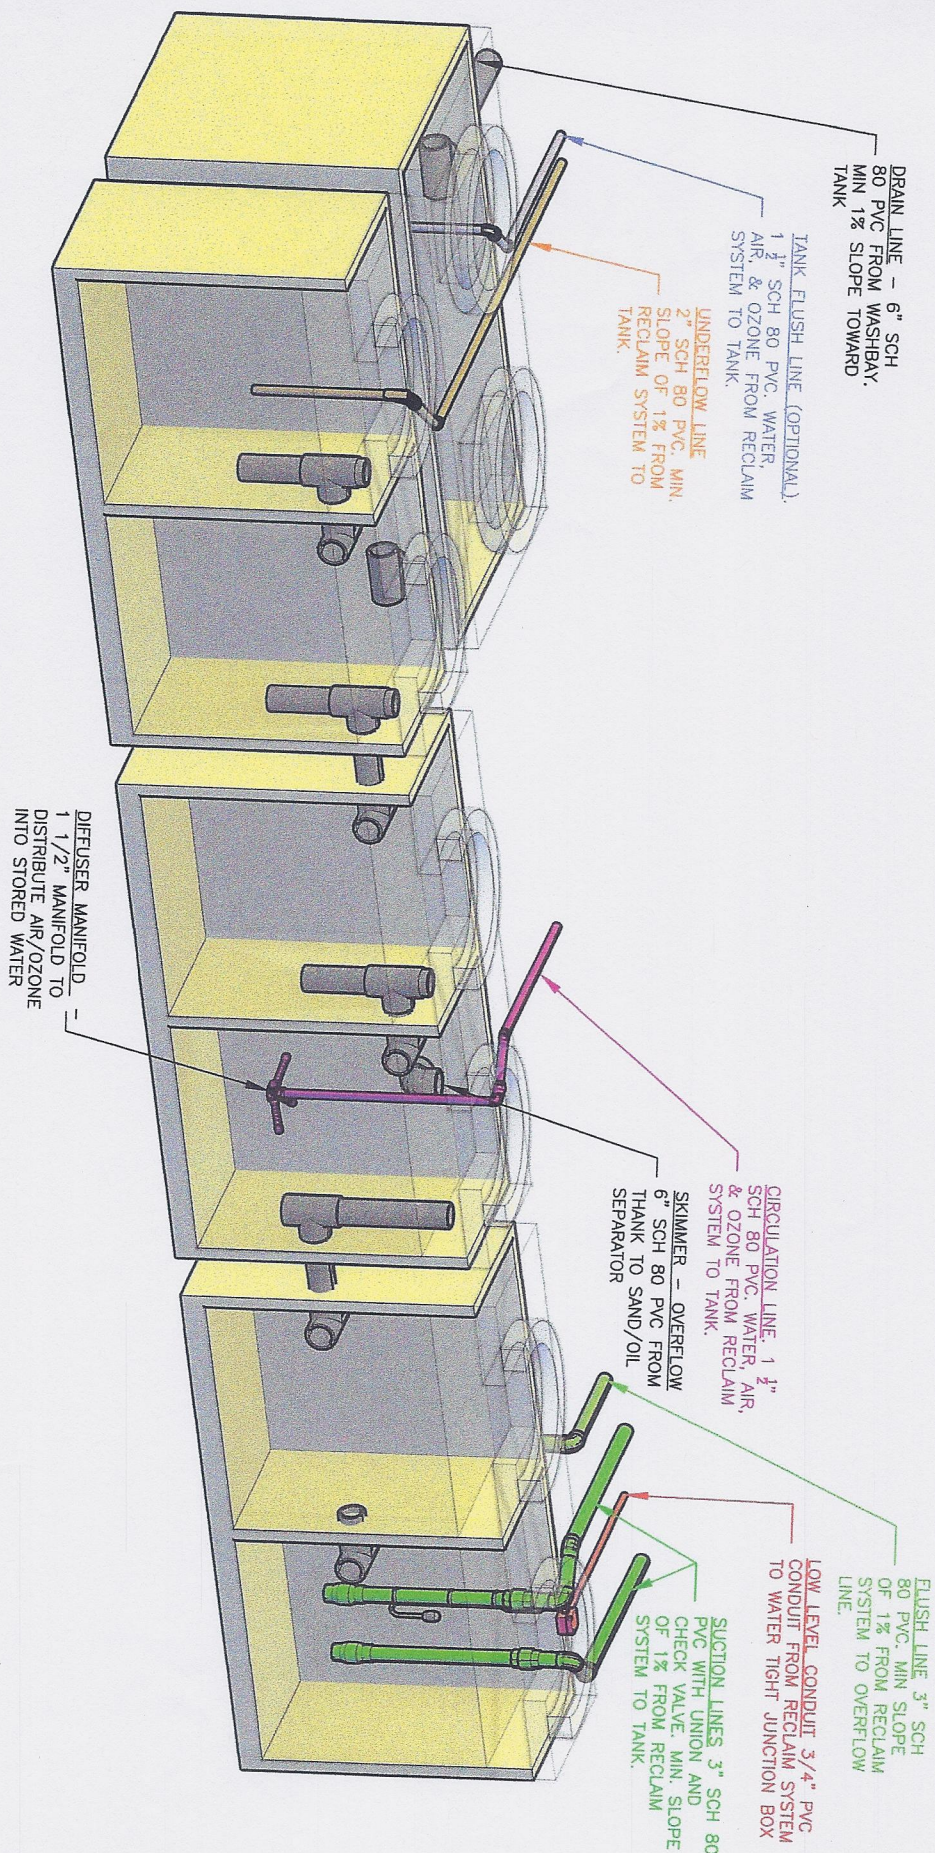 DRAIN LINE - 6" SCH
80 PVC FROM WASHBAY.
MIN 1% SLOPE TOWARD
TANK
TANK FLUSH LINE (OPTIONAL).
1 1/2" SCH 80 PVC. WATER,
AIR, & OZONE FROM RECLAIM
SYSTEM TO TANK.
UNDERFLOW LINE
2" SCH 80 PVC. MIN.
SLOPE OF 1% FROM
RECLAIM SYSTEM TO
TANK.
DIFFUSER MANIFOLD -
1 1/2" MANIFOLD TO
DISTRIBUTE AIR/OZONE
INTO STORED WATER
CIRCULATION LINE. 1 1/2"
SCH 80 PVC. WATER, AIR,
& OZONE FROM RECLAIM
SYSTEM TO TANK.
SKIMMER - OVERFLOW
6" SCH 80 PVC FROM
THANK TO SAND/OIL
SEPARATOR
FLUSH LINE 3" SCH
80 PVC. MIN SLOPE
OF 1% FROM RECLAIM
SYSTEM TO OVERFLOW
LINE.
LOW LEVEL CONDUIT 3/4" PVC
CONDUIT FROM RECLAIM SYSTEM
TO WATER TIGHT JUNCTION BOX
SUCTION LINES 3" SCH 80
PVC WITH UNION AND
CHECK VALVE. MIN. SLOPE
OF 1% FROM RECLAIM
SYSTEM TO TANK.